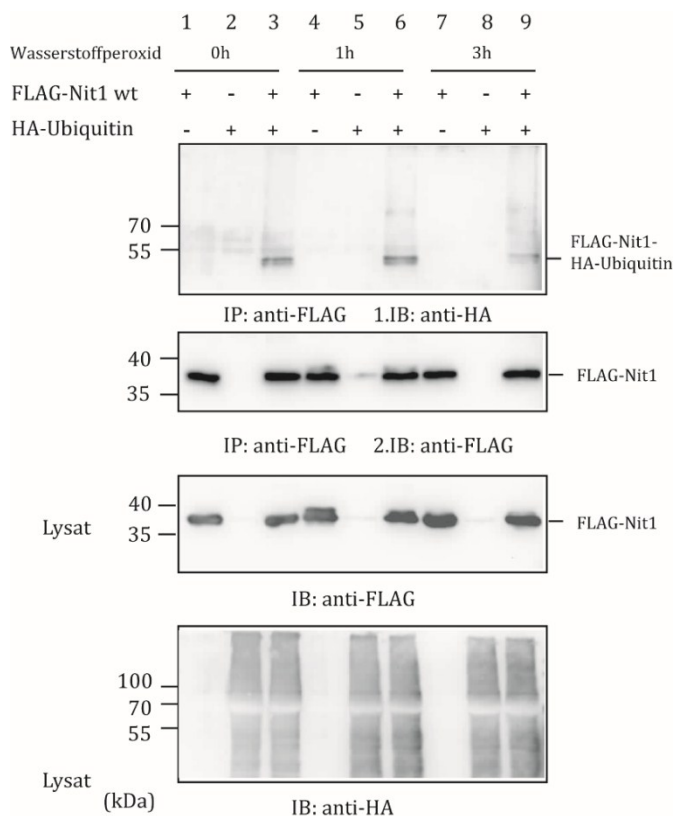 1 2 3 4 5 6 7 8 9
Wasserstoffperoxid 0h 1h 3h
FLAG-Nit1 wt + - + + - + + - +
HA-Ubiquitin - + + - + + - + +
70
55
FLAG-Nit1-
HA-Ubiquitin
IP: anti-FLAG 1.IB: anti-HA
40
35
FLAG-Nit1
IP: anti-FLAG 2.IB: anti-FLAG
Lysat
40
35
FLAG-Nit1
IB: anti-FLAG
100
70
55
Lysat
(kDa)
IB: anti-HA